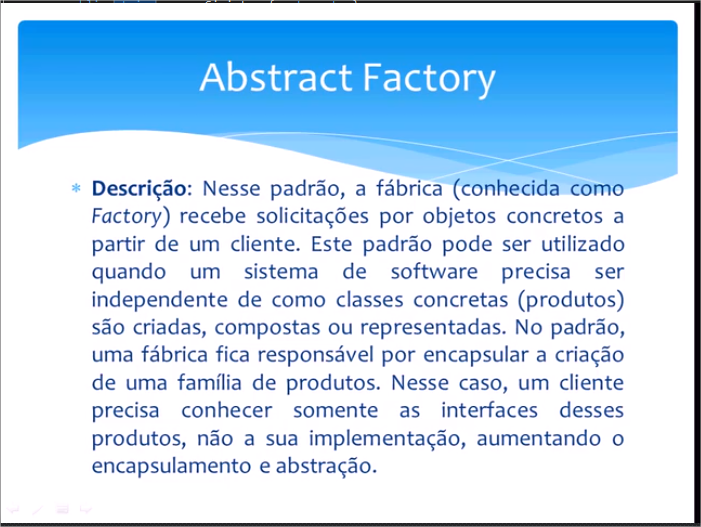 Abstract Factory
* Descrição: Nesse padrão, a fábrica (conhecida como
Factory) recebe solicitações por objetos concretos a
partir de um cliente. Este padrão pode ser utilizado
quando um sistema de software precisa ser
independente de como classes concretas (produtos)
são criadas, compostas ou representadas. No padrão,
uma fábrica fica responsável por encapsular a criação
de uma família de produtos. Nesse caso, um cliente
precisa conhecer somente as interfaces desses
produtos, não a sua implementação, aumentando o
encapsulamento e abstração.